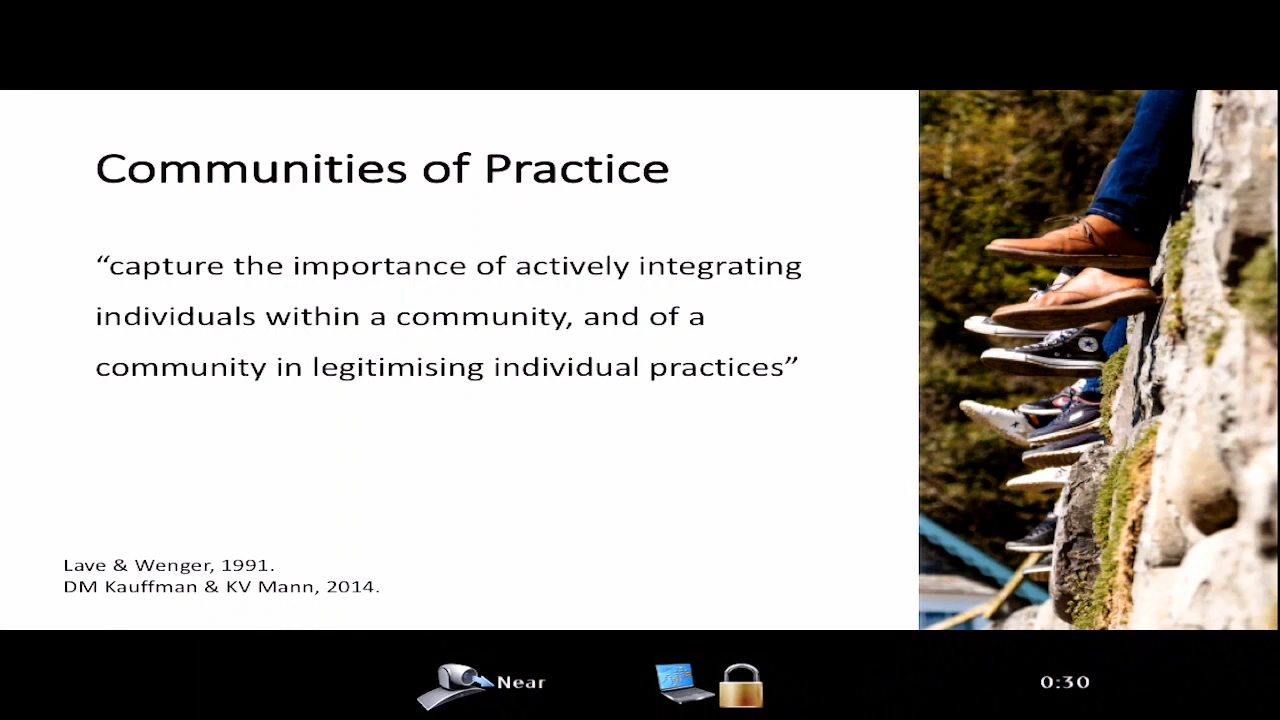 Communities of Practice
“capture the importance of actively integrating
individuals within a community, and of a
community in legitimising individual practices”
Lave & Wenger, 1991.
DM Kauffman & KV Mann, 2014.
Near
0:30